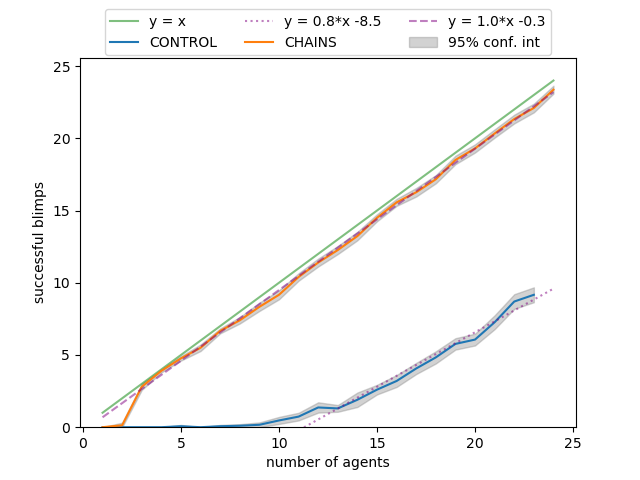 y = x
y = 0.8*x -8.5
y = 1.0*x -0.3
CONTROL
CHAINS
95% conf. int
25
20
15
10
5
0
successful blimps
0
5
10
15
20
25
number of agents